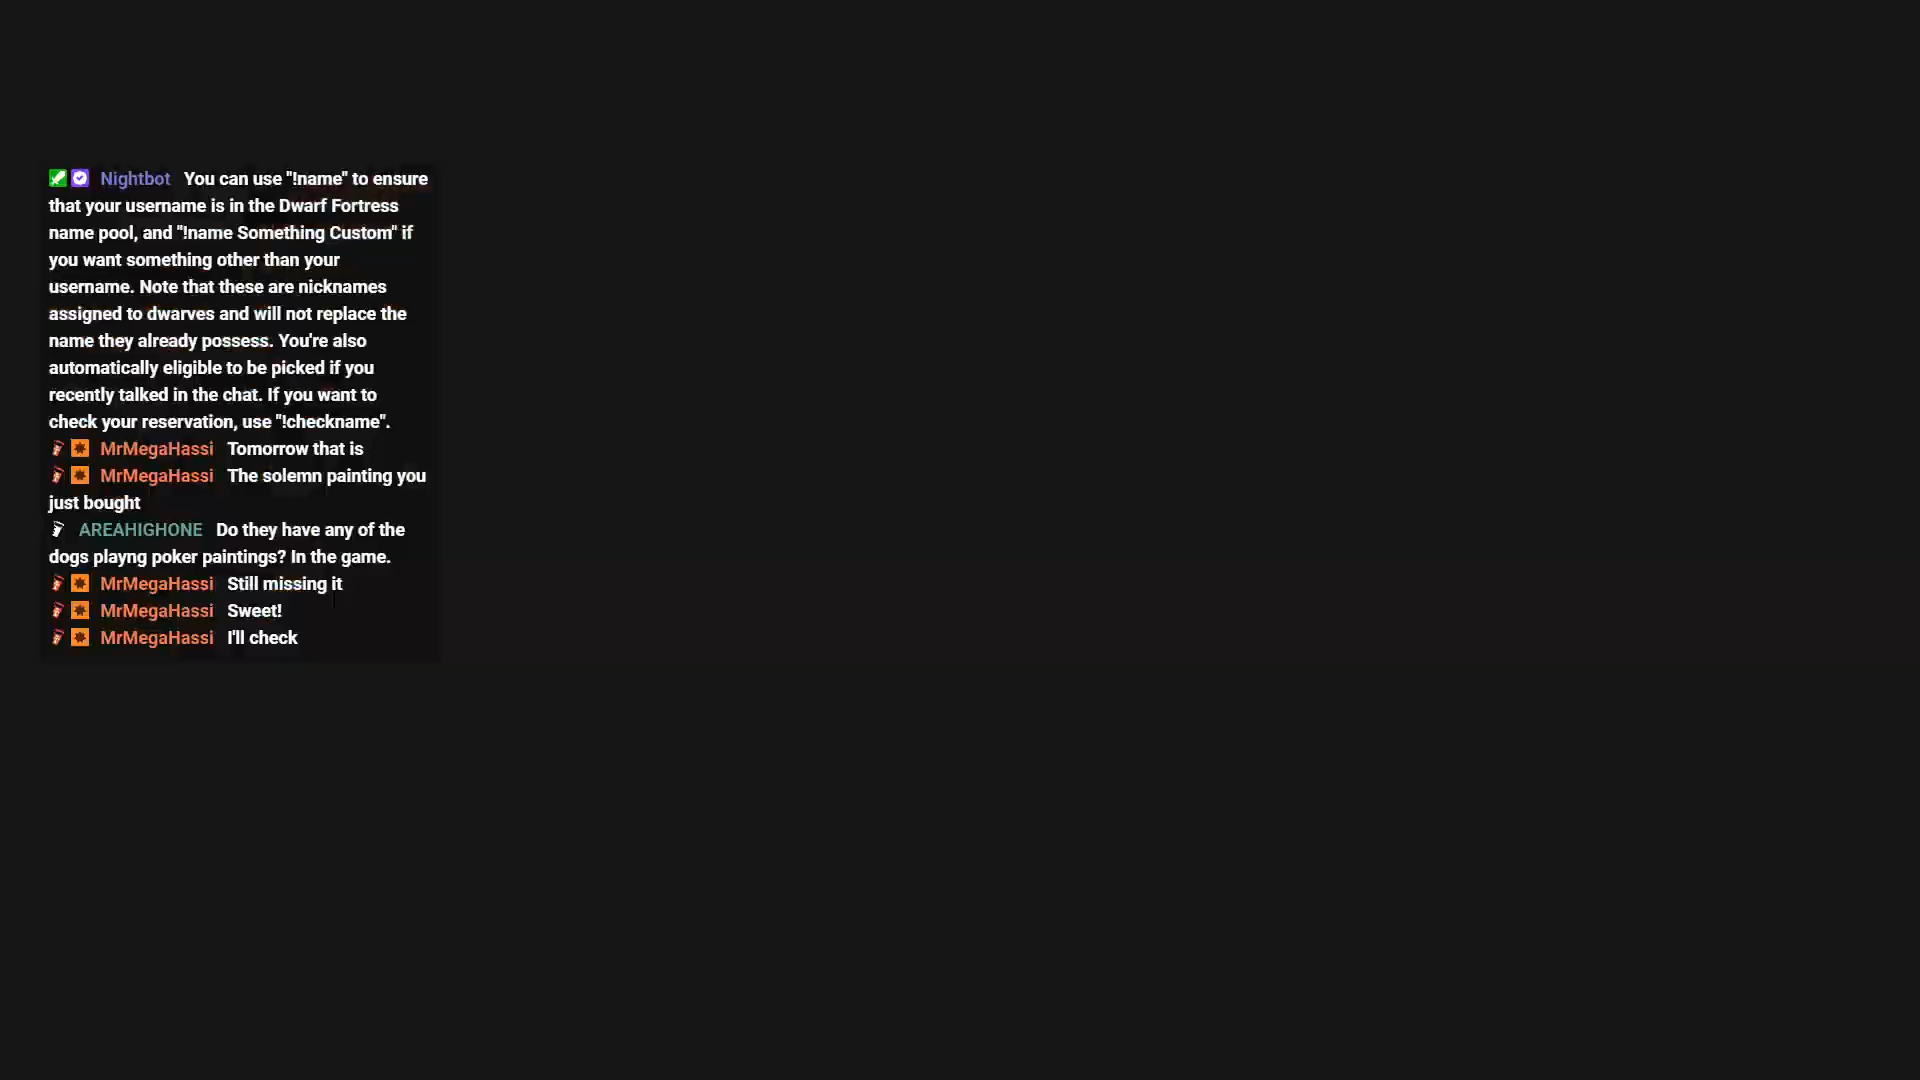 Nightbot You can use "!name" to ensure
that your username is in the Dwarf Fortress
name pool, and "!name Something Custom" if
you want something other than your
username. Note that these are nicknames
assigned to dwarves and will not replace the
name they already possess. You're also
automatically eligible to be picked if you
recently talked in the chat. If you want to
check your reservation, use "!checkname".
MrMegaHassi Tomorrow that is
MrMegaHassi The solemn painting you
just bought
AREAHIGHONE Do they have any of the
dogs playng poker paintings? In the game.
MrMegaHassi Still missing it
MrMegaHassi Sweet!
MrMegaHassi I'll check